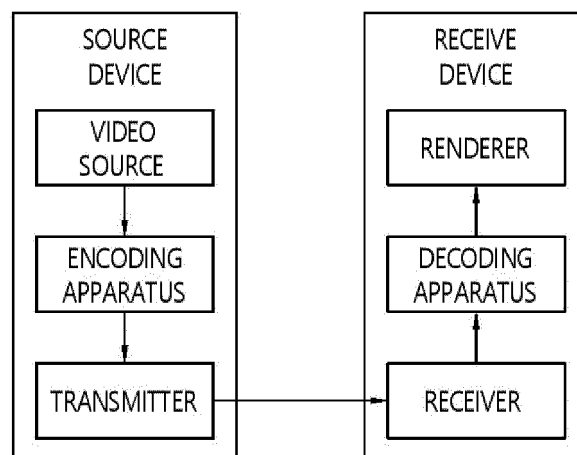 SOURCE
DEVICE
VIDEO
SOURCE
ENCODING
APPARATUS
TRANSMITTER
RECEIVE
DEVICE
RENDERER
DECODING
APPARATUS
RECEIVER